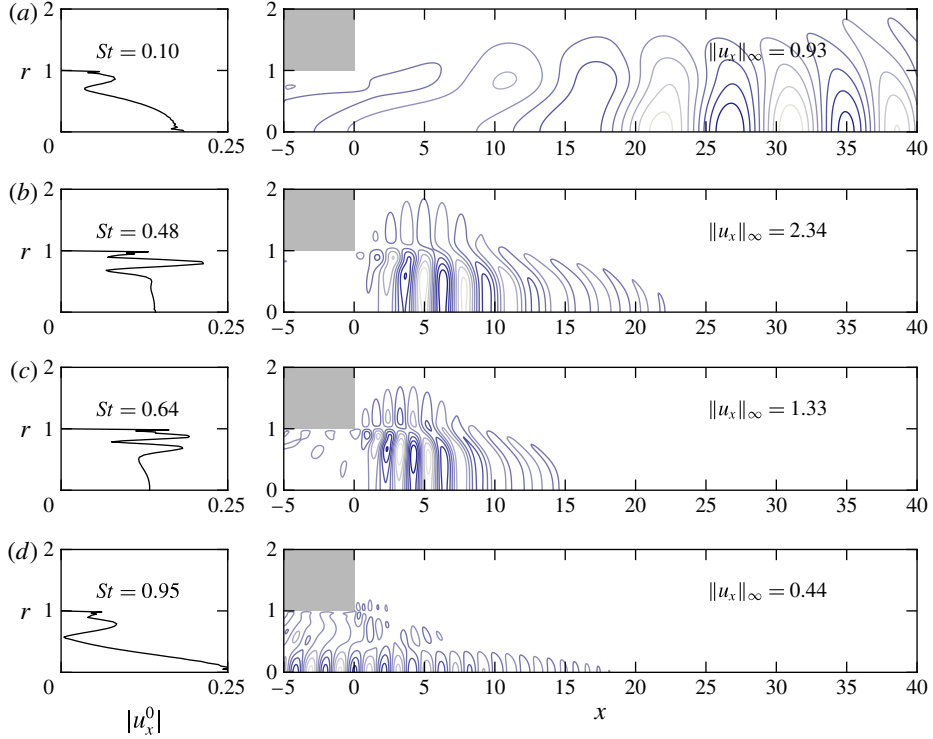 (a)
2
r 1
0
0.25
St = 0.10
‖u_x‖_∞ = 0.93
2
1
0
−5 0 5 10 15 20 25 30 35 40
(b)
2
r 1
0
0.25
St = 0.48
‖u_x‖_∞ = 2.34
2
1
0
−5 0 5 10 15 20 25 30 35 40
(c)
2
r 1
0
0.25
St = 0.64
‖u_x‖_∞ = 1.33
2
1
0
−5 0 5 10 15 20 25 30 35 40
(d)
2
r 1
0
0.25
St = 0.95
‖u_x‖_∞ = 0.44
2
1
0
−5 0 5 10 15 20 25 30 35 40
|u_x^0|
x